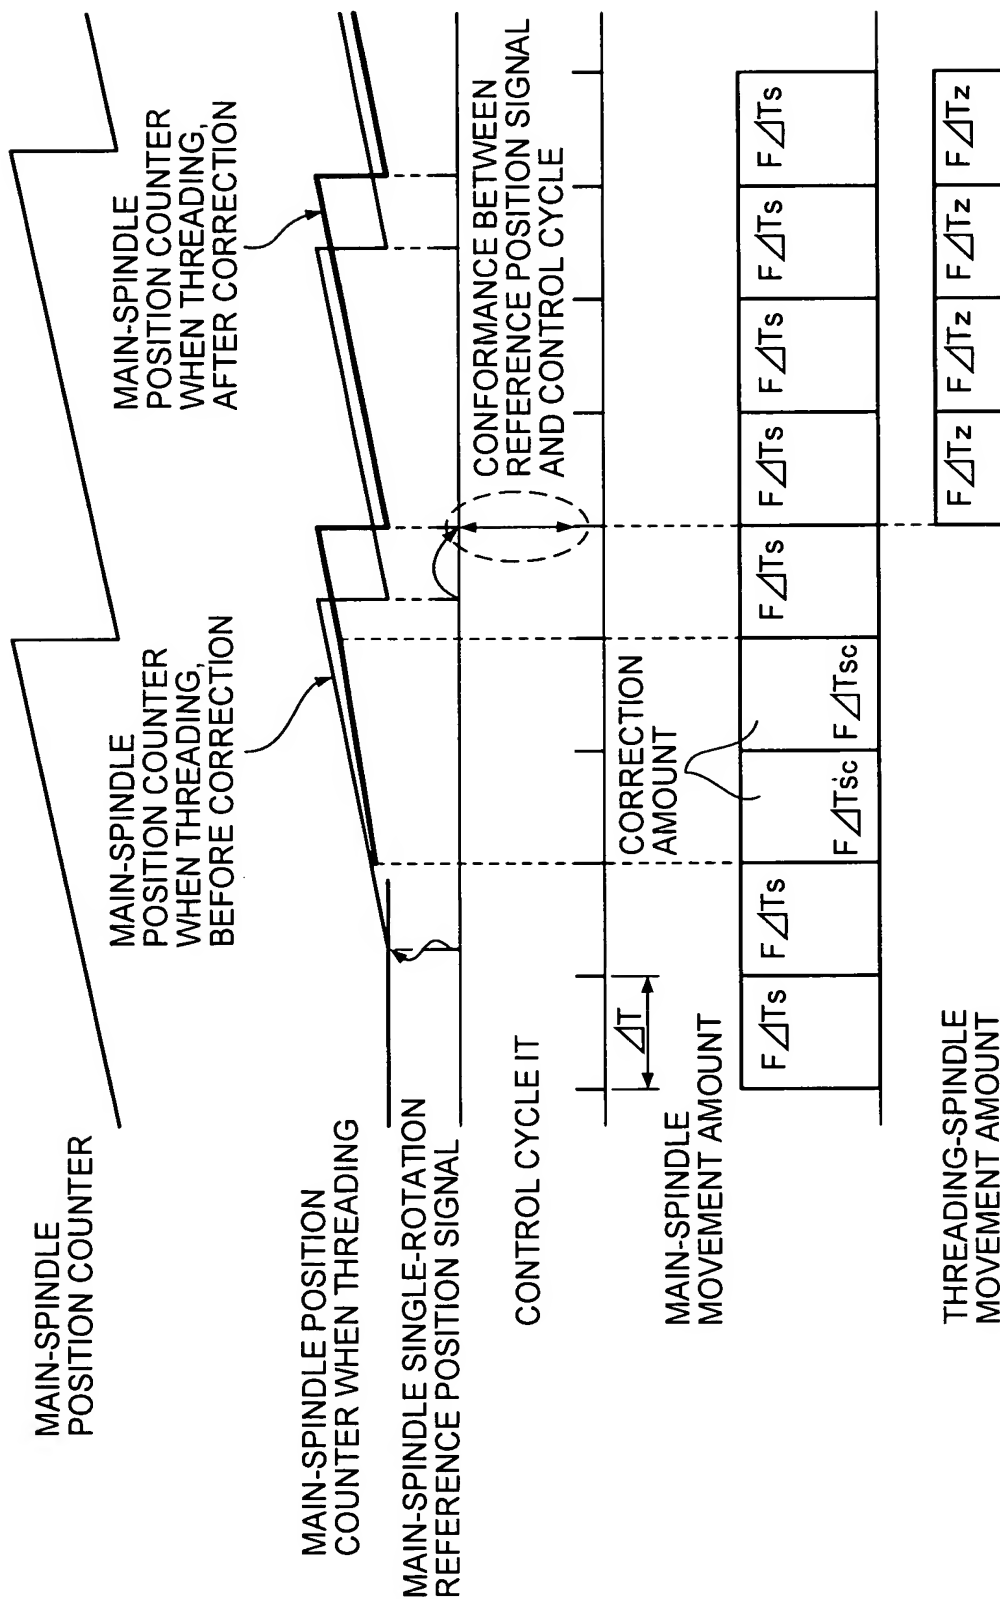 MAIN-SPINDLE
POSITION COUNTER
MAIN-SPINDLE
POSITION COUNTER
WHEN THREADING,
BEFORE CORRECTION
MAIN-SPINDLE
POSITION COUNTER
WHEN THREADING,
AFTER CORRECTION
MAIN-SPINDLE POSITION
COUNTER WHEN THREADING
MAIN-SPINDLE SINGLE-ROTATION
REFERENCE POSITION SIGNAL
CONFORMANCE BETWEEN
REFERENCE POSITION SIGNAL
AND CONTROL CYCLE
CONTROL CYCLE IT
ΔT
CORRECTION
AMOUNT
MAIN-SPINDLE
MOVEMENT AMOUNT
FΔTs
FΔTs
FΔTsc
FΔTsc
FΔTs
FΔTs
FΔTs
FΔTs
FΔTs
THREADING-SPINDLE
MOVEMENT AMOUNT
FΔTz
FΔTz
FΔTz
FΔTz